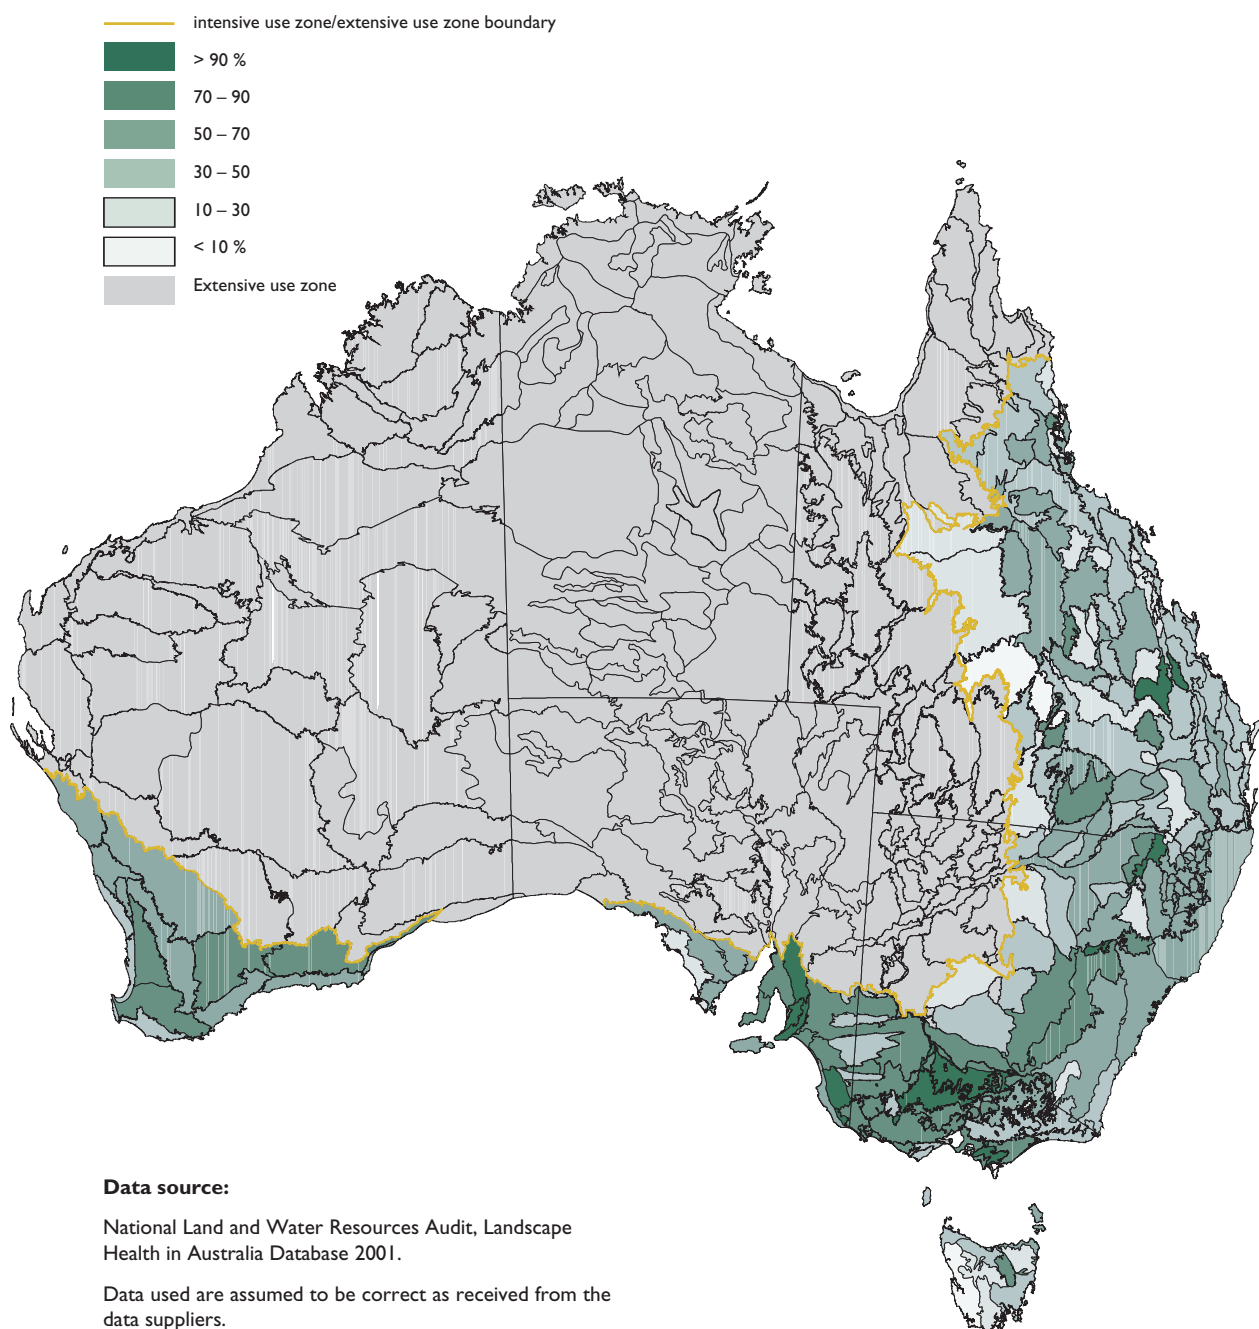 intensive use zone/extensive use zone boundary
> 90 %
70 – 90
50 – 70
30 – 50
10 – 30
< 10 %
Extensive use zone
Data source:
National Land and Water Resources Audit, Landscape
Health in Australia Database 2001.
Data used are assumed to be correct as received from the
data suppliers.